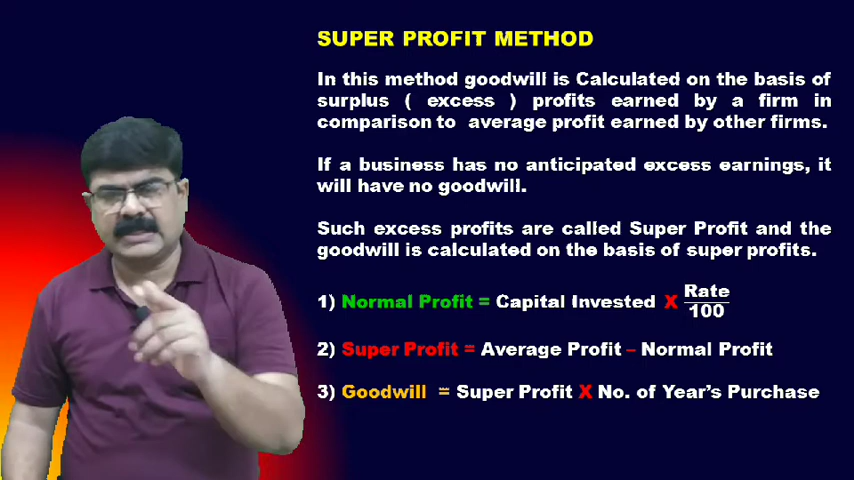 SUPER PROFIT METHOD
In this method goodwill is Calculated on the basis of
surplus ( excess ) profits earned by a firm in
comparison to average profit earned by other firms.
If a business has no anticipated excess earnings, it
will have no goodwill.
Such excess profits are called Super Profit and the
goodwill is calculated on the basis of super profits.
1) Normal Profit = Capital Invested X Rate
100
2) Super Profit = Average Profit – Normal Profit
3) Goodwill = Super Profit X No. of Year's Purchase